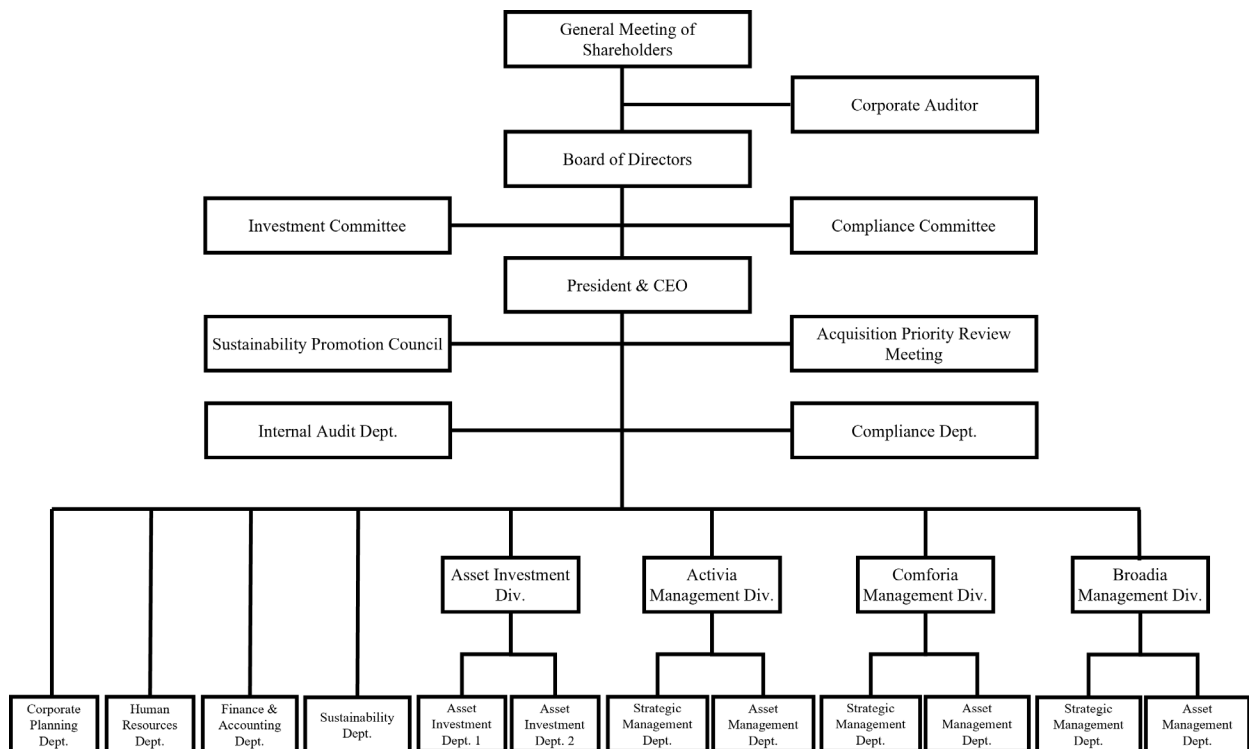 General Meeting of
Shareholders
Corporate Auditor
Board of Directors
Investment Committee
Compliance Committee
President & CEO
Sustainability Promotion Council
Acquisition Priority Review
Meeting
Internal Audit Dept.
Compliance Dept.
Asset Investment
Div.
Activia
Management Div.
Comforia
Management Div.
Broadia
Management Div.
Corporate
Planning
Dept.
Human
Resources
Dept.
Finance &
Accounting
Dept.
Sustainability
Dept.
Asset
Investment
Dept. 1
Asset
Investment
Dept. 2
Strategic
Management
Dept.
Asset
Management
Dept.
Strategic
Management
Dept.
Asset
Management
Dept.
Strategic
Management
Dept.
Asset
Management
Dept.